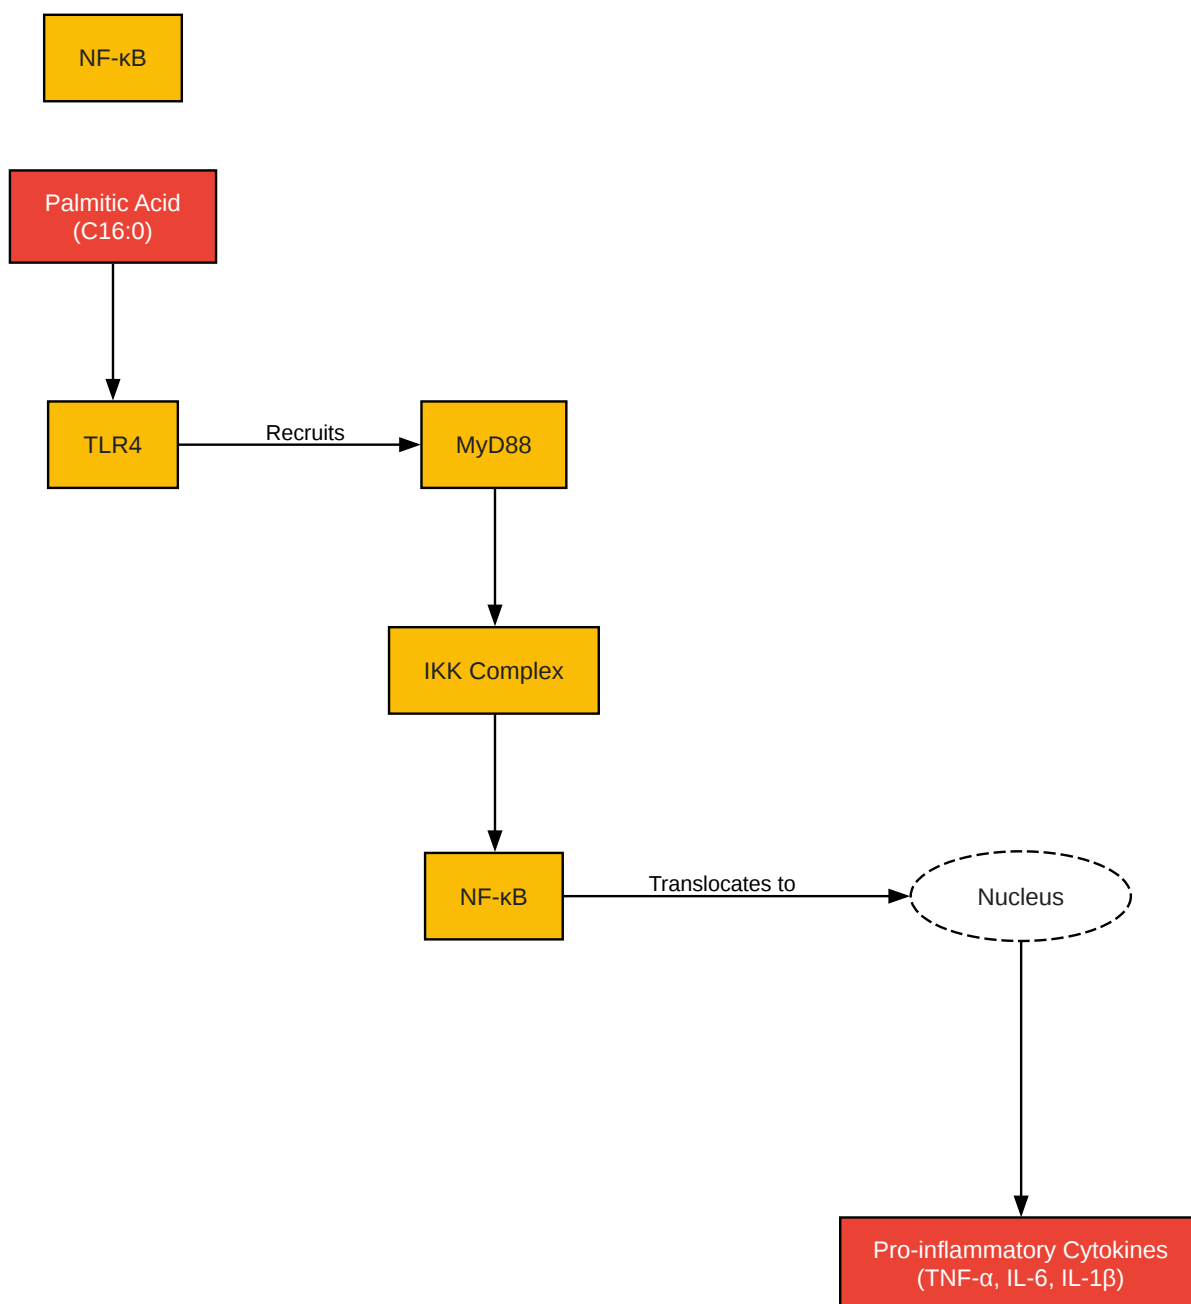 NF-κB
Palmitic Acid
(C16:0)
TLR4
Recruits
MyD88
IKK Complex
NF-κB
Translocates to
Nucleus
Pro-inflammatory Cytokines
(TNF-α, IL-6, IL-1β)